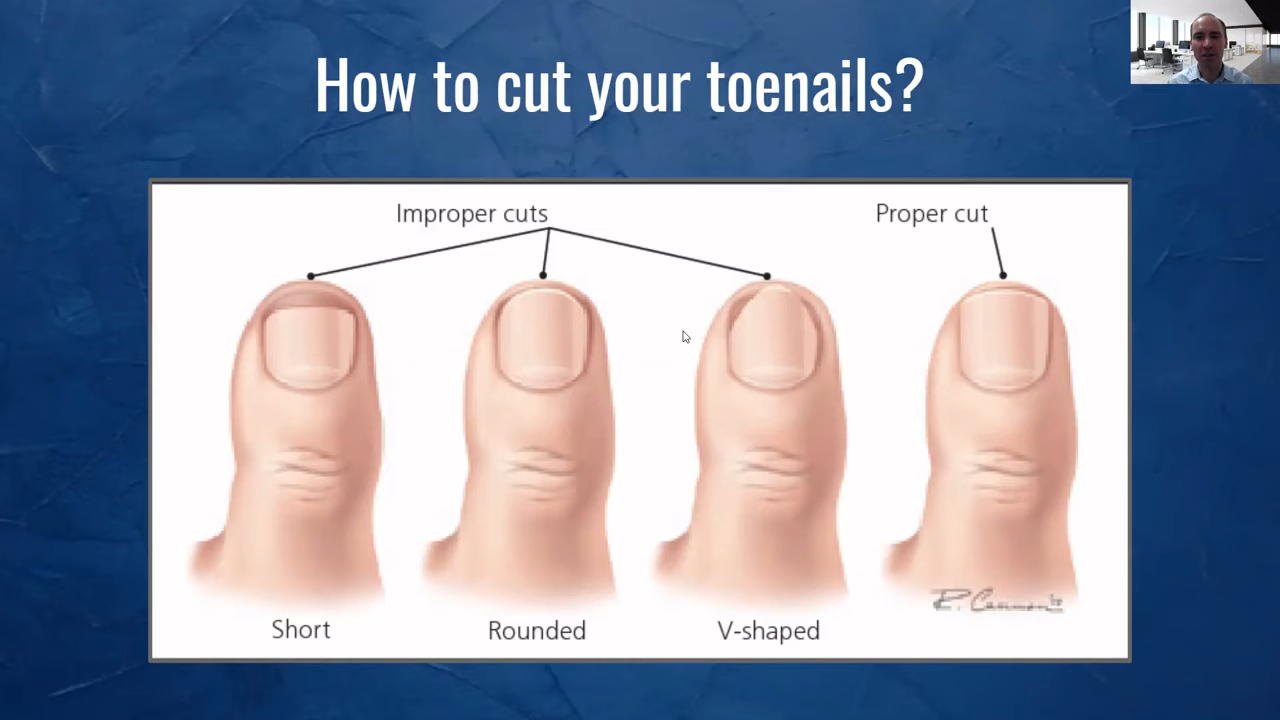 How to cut your toenails?
Improper cuts
Proper cut
Short
Rounded
V-shaped